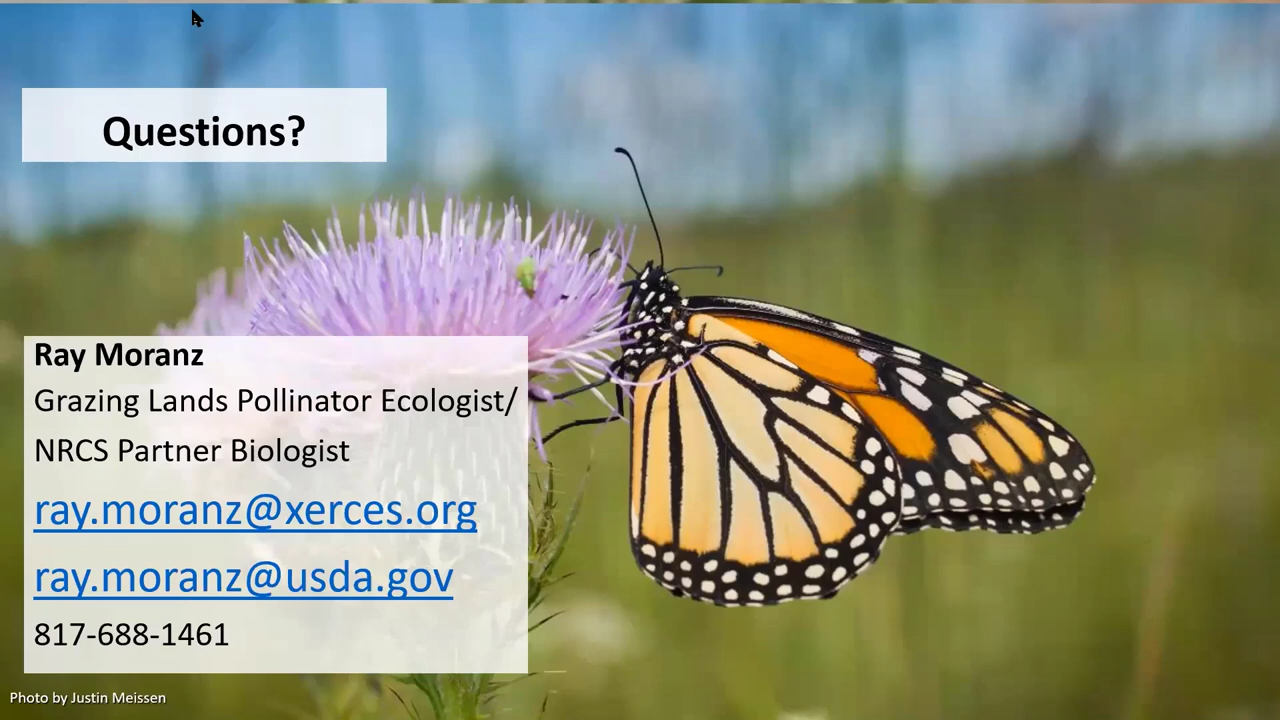 Questions?
Ray Moranz
Grazing Lands Pollinator Ecologist/
NRCS Partner Biologist
ray.moranz@xerces.org
ray.moranz@usda.gov
817-688-1461
Photo by Justin Meissen